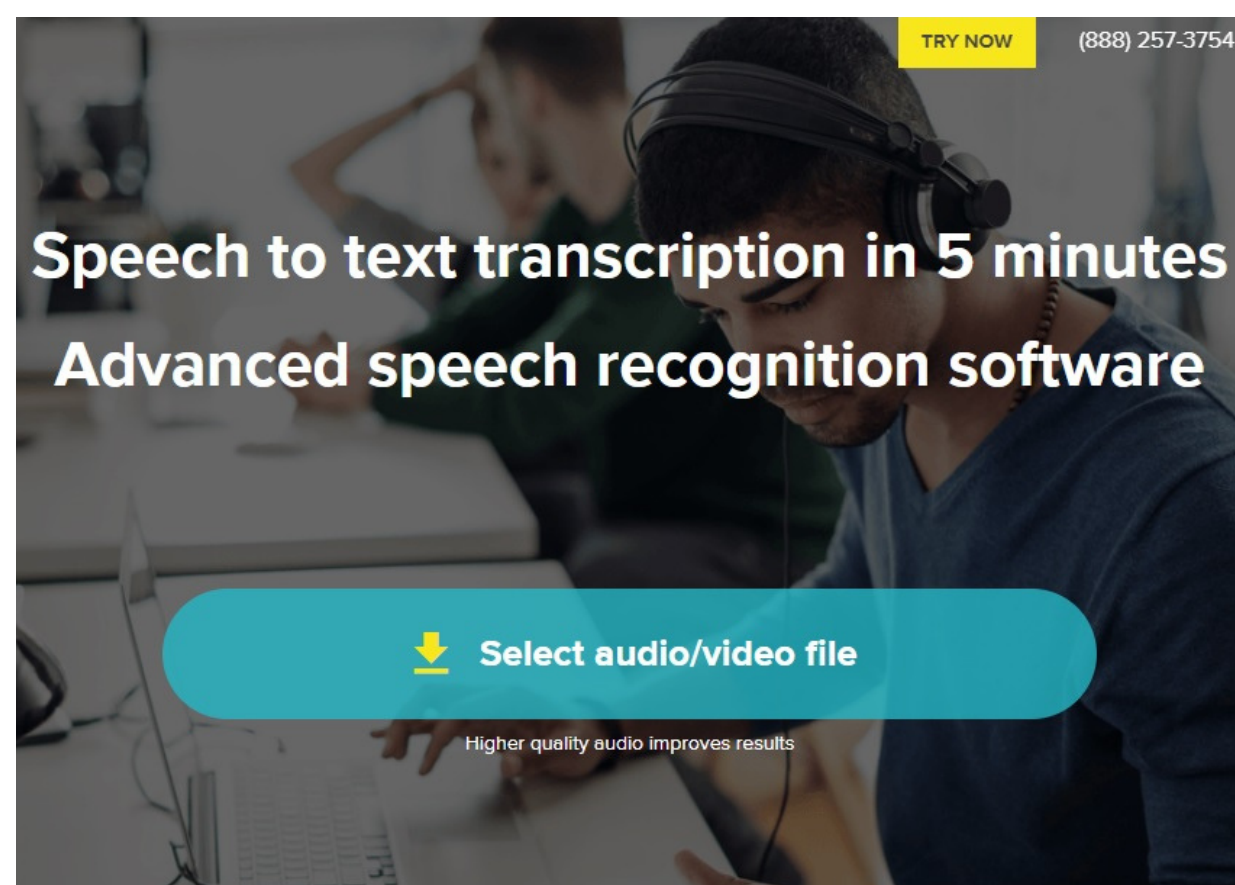 TRY NOW (888) 257-3754
Speech to text transcription in 5 minutes
Advanced speech recognition software
Select audio/video file
Higher quality audio improves results